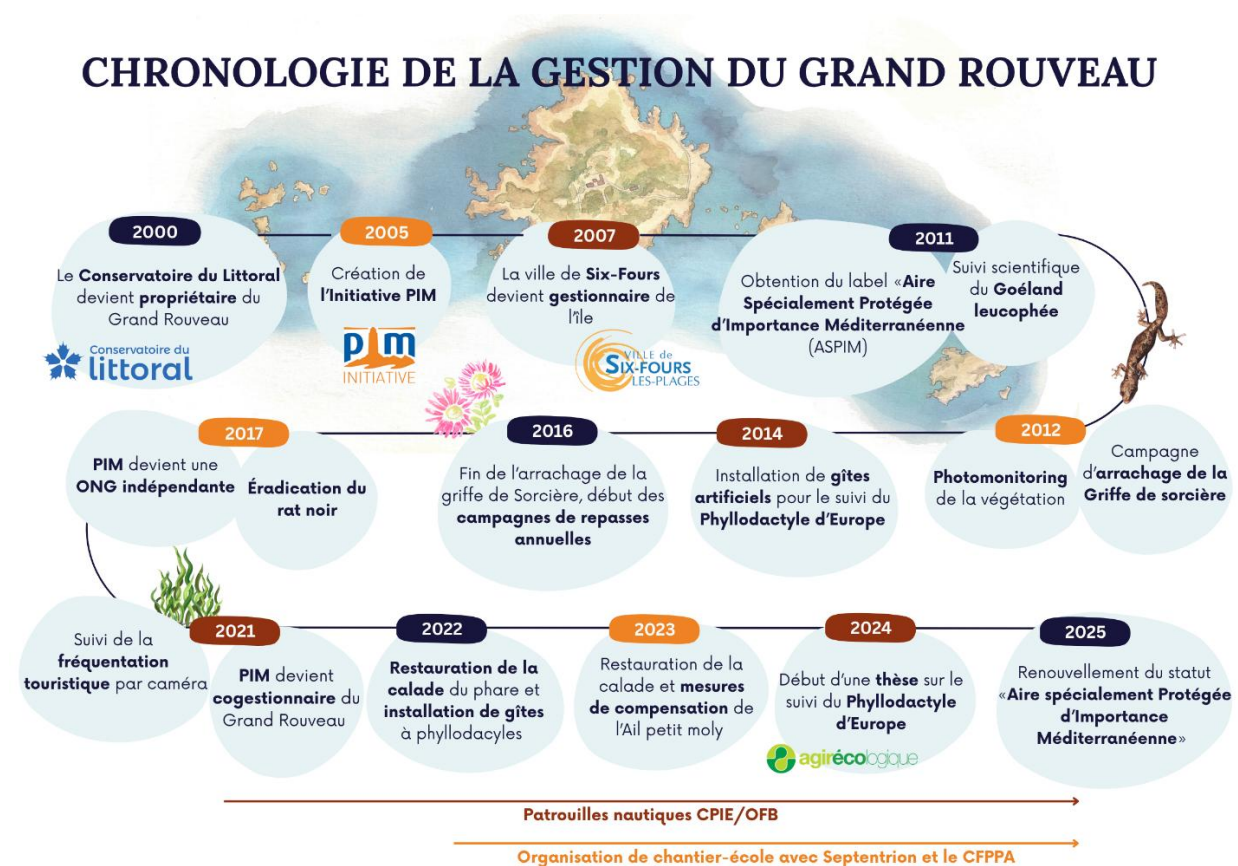 CHRONOLOGIE DE LA GESTION DU GRAND ROUVEAU
2000
Le Conservatoire du Littoral
devient propriétaire du
Grand Rouveau
Conservatoire du
littoral
2005
Création de
l'Initiative PIM
pim
INITIATIVE
2007
La ville de Six-Fours
devient gestionnaire de
l'île
VILLE de
SIX-FOURS
LES-PLAGES
2011
Obtention du label «Aire
Spécialement Protégée
d'Importance Méditerranéenne
(ASPIM)
Suivi scientifique
du Goéland
leucophée
2012
Campagne
d'arrachage de la
Griffe de sorcière
Photomonitoring
de la végétation
2014
Installation de gîtes
artificiels pour le suivi du
Phyllodactyle d'Europe
2016
Fin de l'arrachage de la
griffe de Sorcière, début des
campagnes de repasses
annuelles
2017
Éradication du
rat noir
PIM devient une
ONG indépendante
2021
Suivi de la
fréquentation
touristique par caméra
PIM devient
cogestionnaire du
Grand Rouveau
2022
Restauration de la
calade du phare et
installation de gîtes
à phyllodacyles
2023
Restauration de la
calade et mesures
de compensation de
l'Ail petit moly
2024
Début d'une thèse sur le
suivi du Phyllodactyle
d'Europe
agirécologique
2025
Renouvellement du statut
«Aire spécialement Protégée
d'Importance
Méditerranéenne»
Patrouilles nautiques CPIE/OFB
Organisation de chantier-école avec Septentrion et le CFPPA